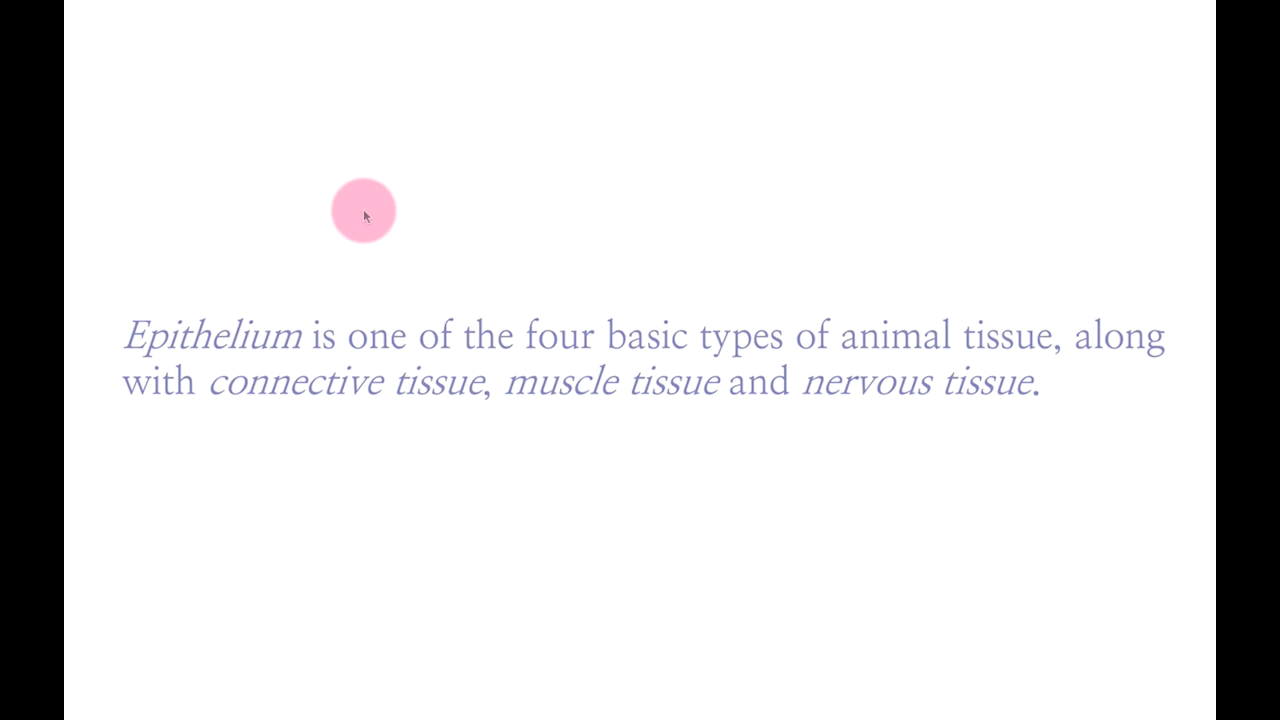 Epithelium is one of the four basic types of animal tissue, along
with connective tissue, muscle tissue and nervous tissue.